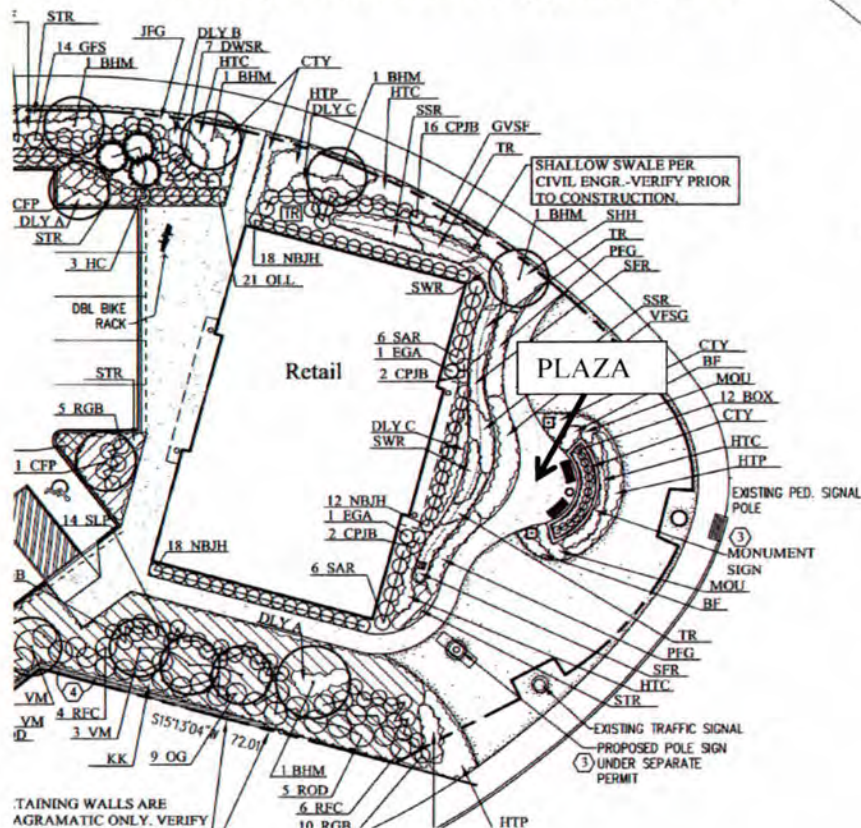 STR
JFG
DLY B
7 DWSR
HTC
1 BHM
CTY
14 GFS
1 BHM
HTP
DLY C
1 BHM
HTC
SSR
16 CPJB
GVSF
TR
SHALLOW SWALE PER
CIVIL ENGR.-VERIFY PRIOR
TO CONSTRUCTION.
1 BHM
SHH
TR
PFG
SFR
CFP
DLY A
STR
TR
3 HC
18 NBJH
21 OLL
SWR
SSR
VFSG
DBL BIKE
RACK
Retail
6 SAR
1 EGA
2 CPJB
PLAZA
CTY
BF
MOU
12 BOX
CTY
HTC
HTP
STR
5 RGB
DLY C
SWR
1 CFP
EXISTING PED. SIGNAL
POLE
12 NBJH
1 EGA
2 CPJB
14 SLP
3
MONUMENT
SIGN
18 NBJH
6 SAR
MOU
BF
B
DLY A
TR
PFG
SFR
HTC
STR
VM
4
VM
4 RFC
3 VM
KK
S15°13'04"W
72.01'
9 OG
1 BHM
5 ROD
6 RFC
10 RGB
EXISTING TRAFFIC SIGNAL
PROPOSED POLE SIGN
3
UNDER SEPARATE
PERMIT
HTP
TAINING WALLS ARE
AGRAMATIC ONLY. VERIFY